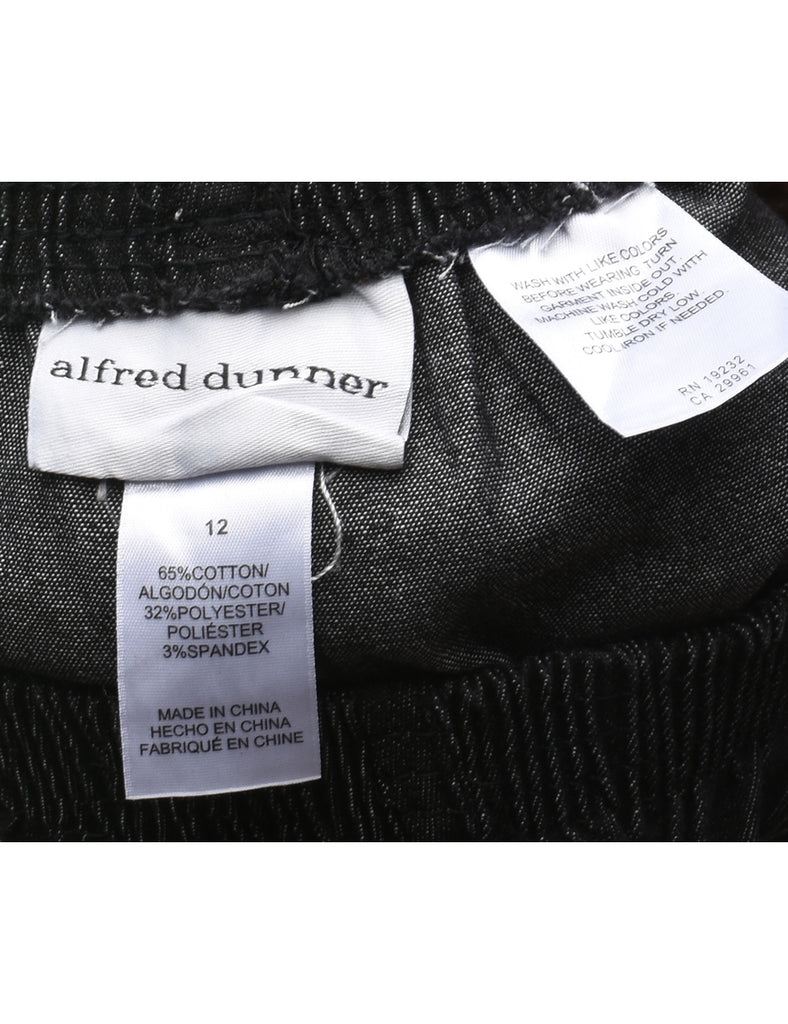 alfred dunner
12
65%COTTON/
ALGODÓN/COTON
32%POLYESTER/
POLIÉSTER
3%SPANDEX
MADE IN CHINA
HECHO EN CHINA
FABRIQUÉ EN CHINE
WASH WITH LIKE COLORS
BEFORE WEARING TURN
GARMENT INSIDE OUT
MACHINE WASH COLD WITH
LIKE COLORS.
TUMBLE DRY LOW.
COOL IRON IF NEEDED.
RN 19232
CA 29961